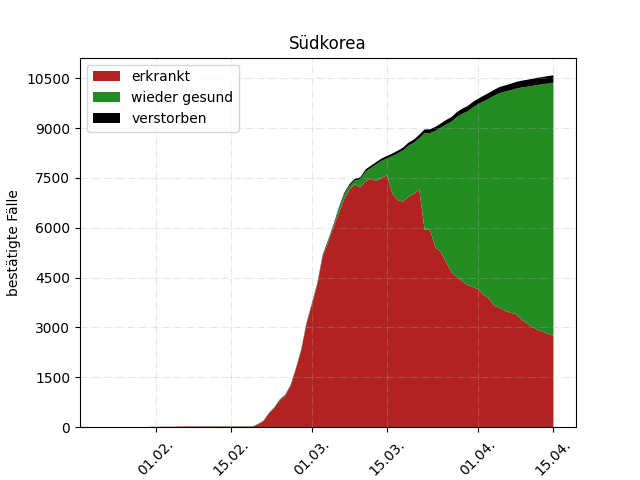 Südkorea
erkrankt
wieder gesund
verstorben
bestätigte Fälle
10500
9000
7500
6000
4500
3000
1500
0
01.02.
15.02.
01.03.
15.03.
01.04.
15.04.